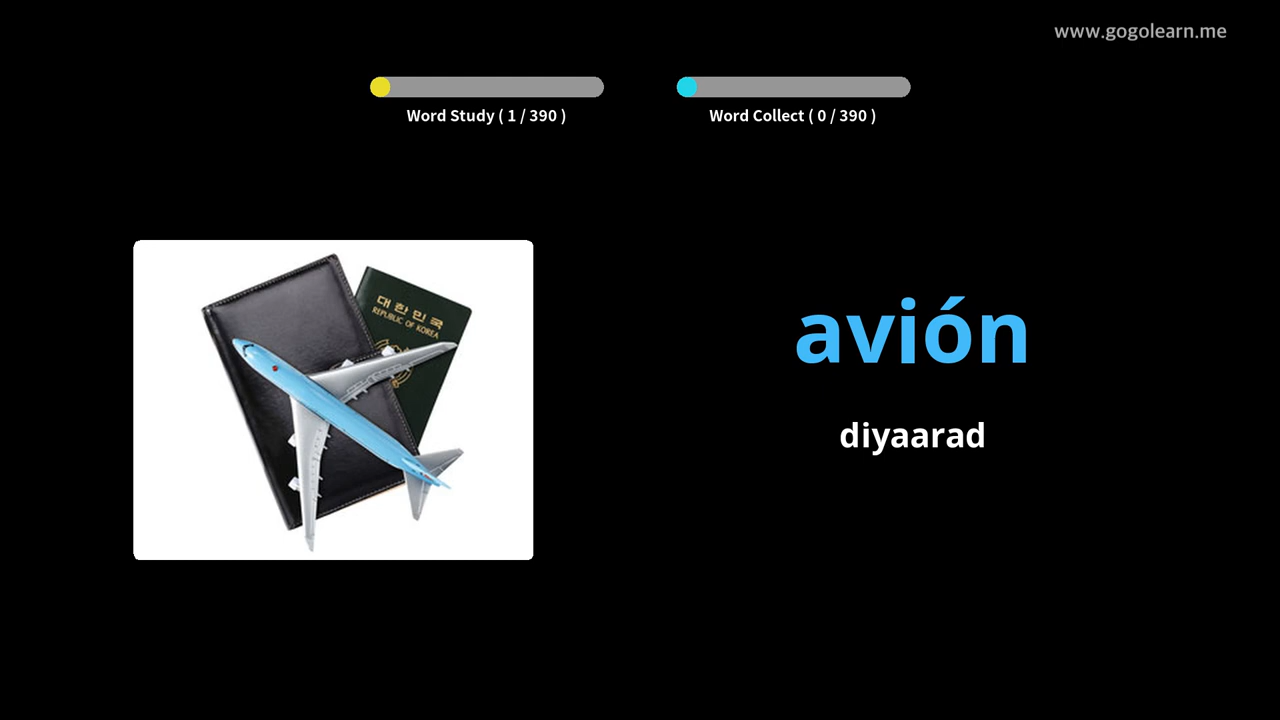 www.gogolearn.me
Word Study ( 1 / 390 )
Word Collect ( 0 / 390 )
대한민국
REPUBLIC OF KOREA
avión
diyaarad